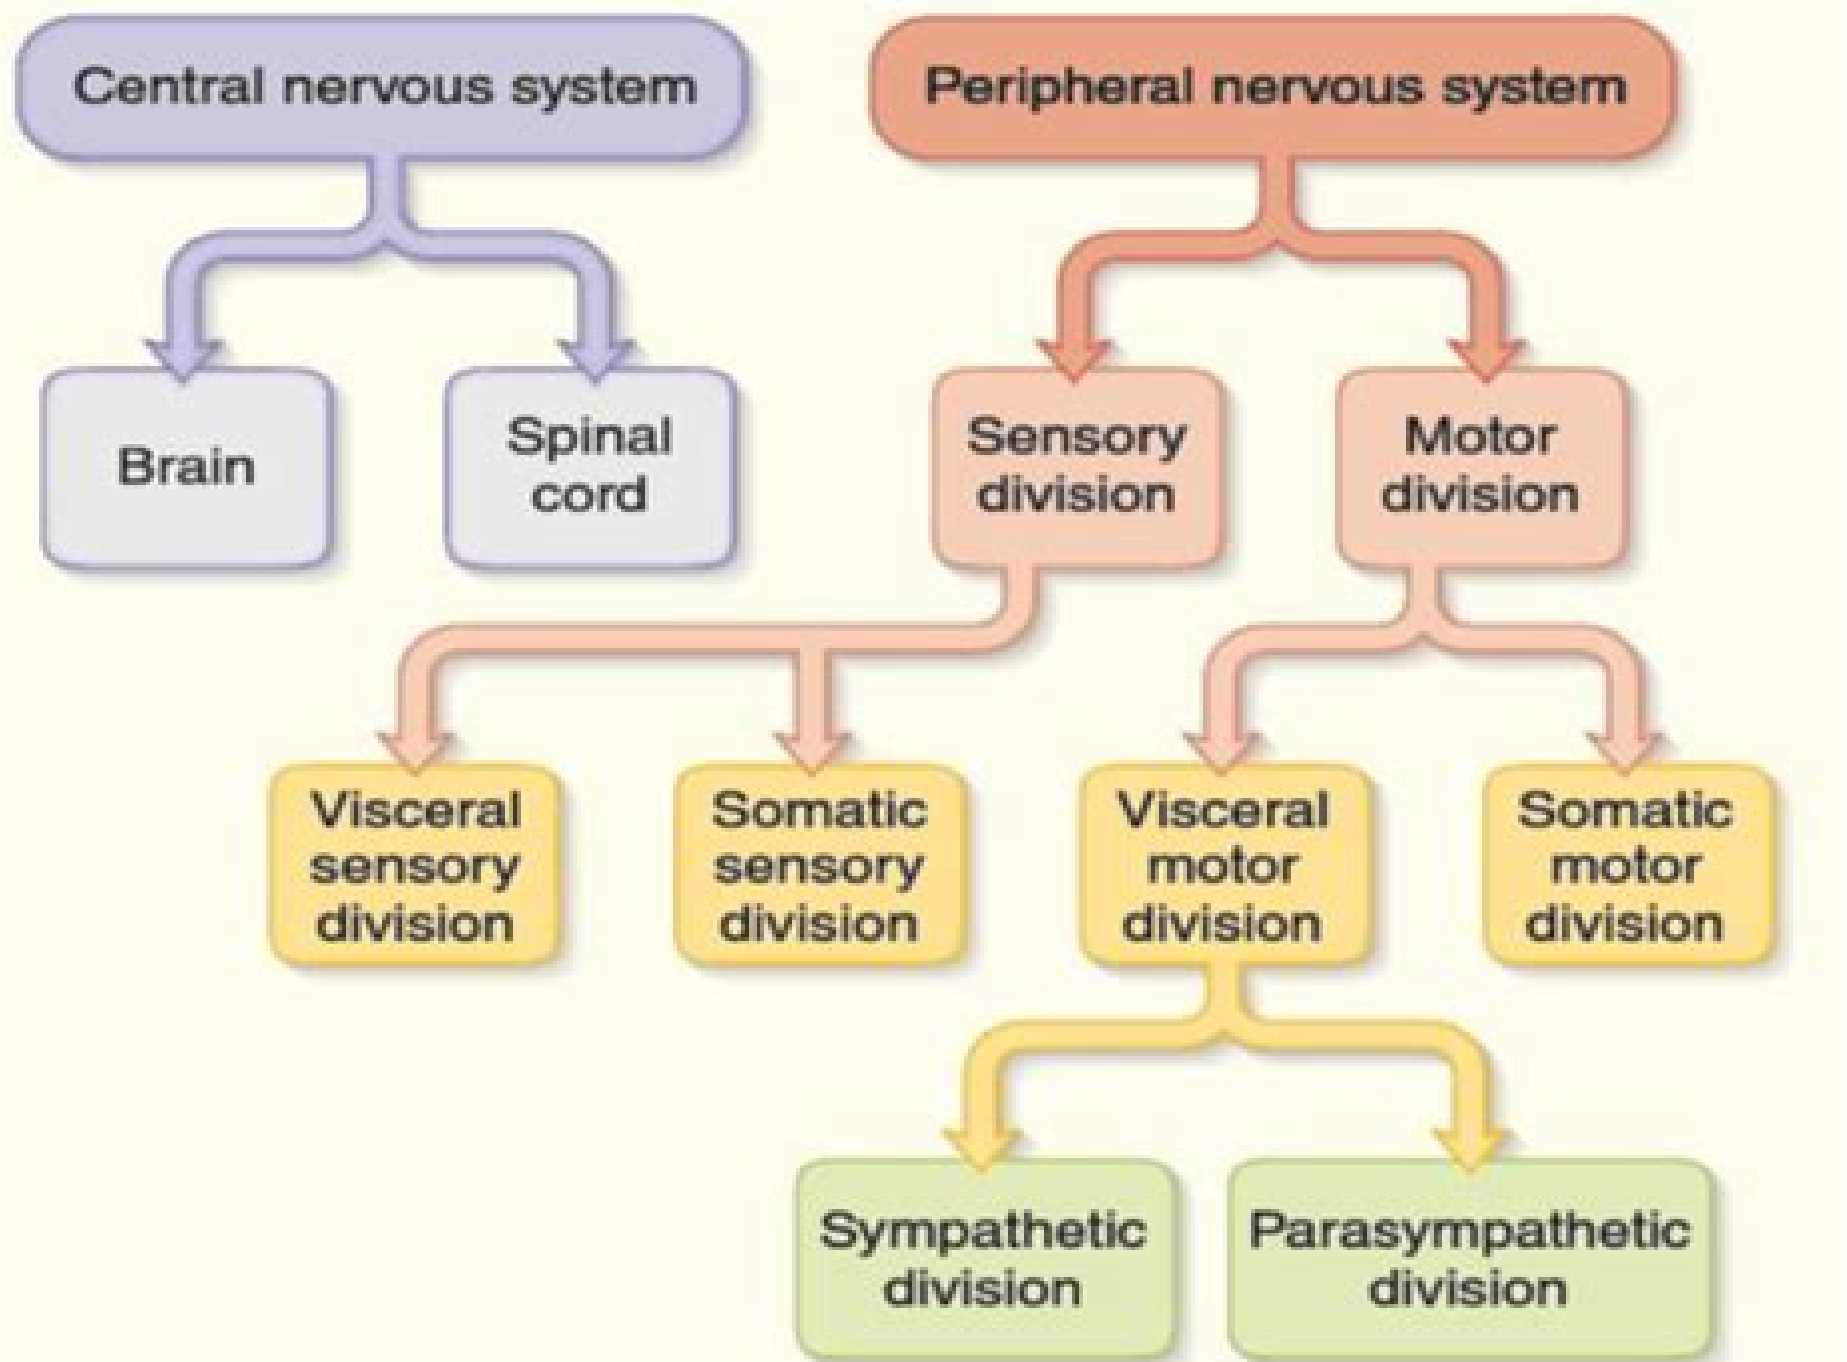 Central nervous system
Peripheral nervous system
Brain
Spinal
cord
Sensory
division
Motor
division
Visceral
sensory
division
Somatic
sensory
division
Visceral
motor
division
Somatic
motor
division
Sympathetic
division
Parasympathetic
division